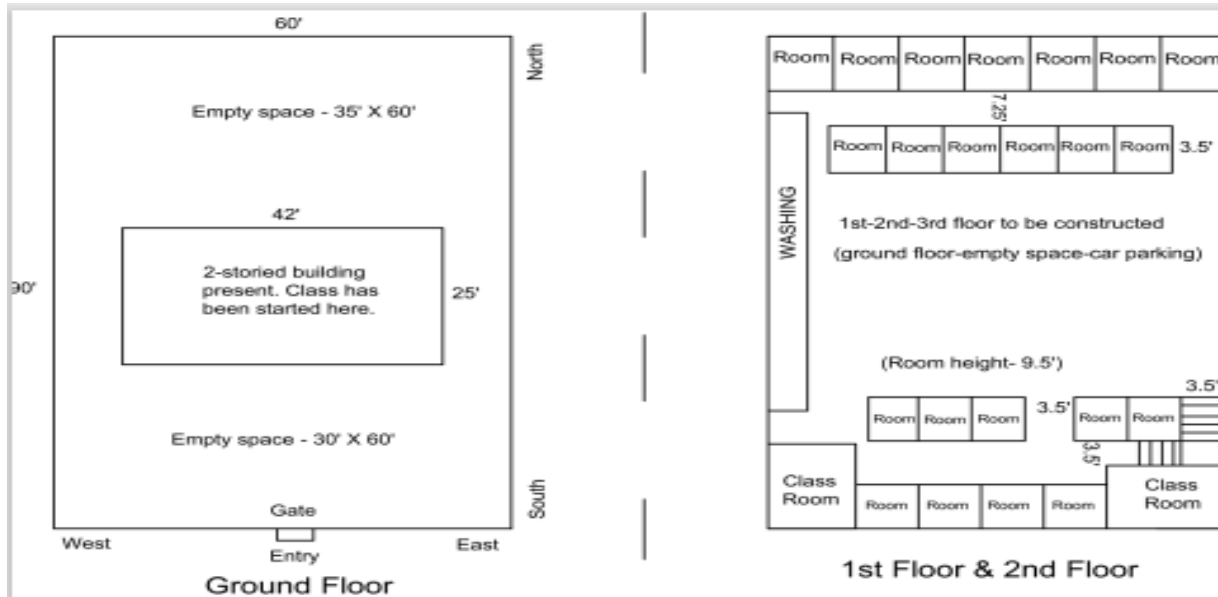 60'
North
Empty space - 35' X 60'
42'
2-storied building
present. Class has
been started here.
25'
90'
Empty space - 30' X 60'
South
Gate
West
Entry
East
Ground Floor
Room Room Room Room Room Room Room
7.25'
Room Room Room Room Room Room 3.5'
WASHING
1st-2nd-3rd floor to be constructed
(ground floor-empty space-car parking)
(Room height- 9.5')
3.5'
Room Room Room 3.5' Room Room
3.5'
Class
Room
Room Room Room Room
Class
Room
1st Floor & 2nd Floor